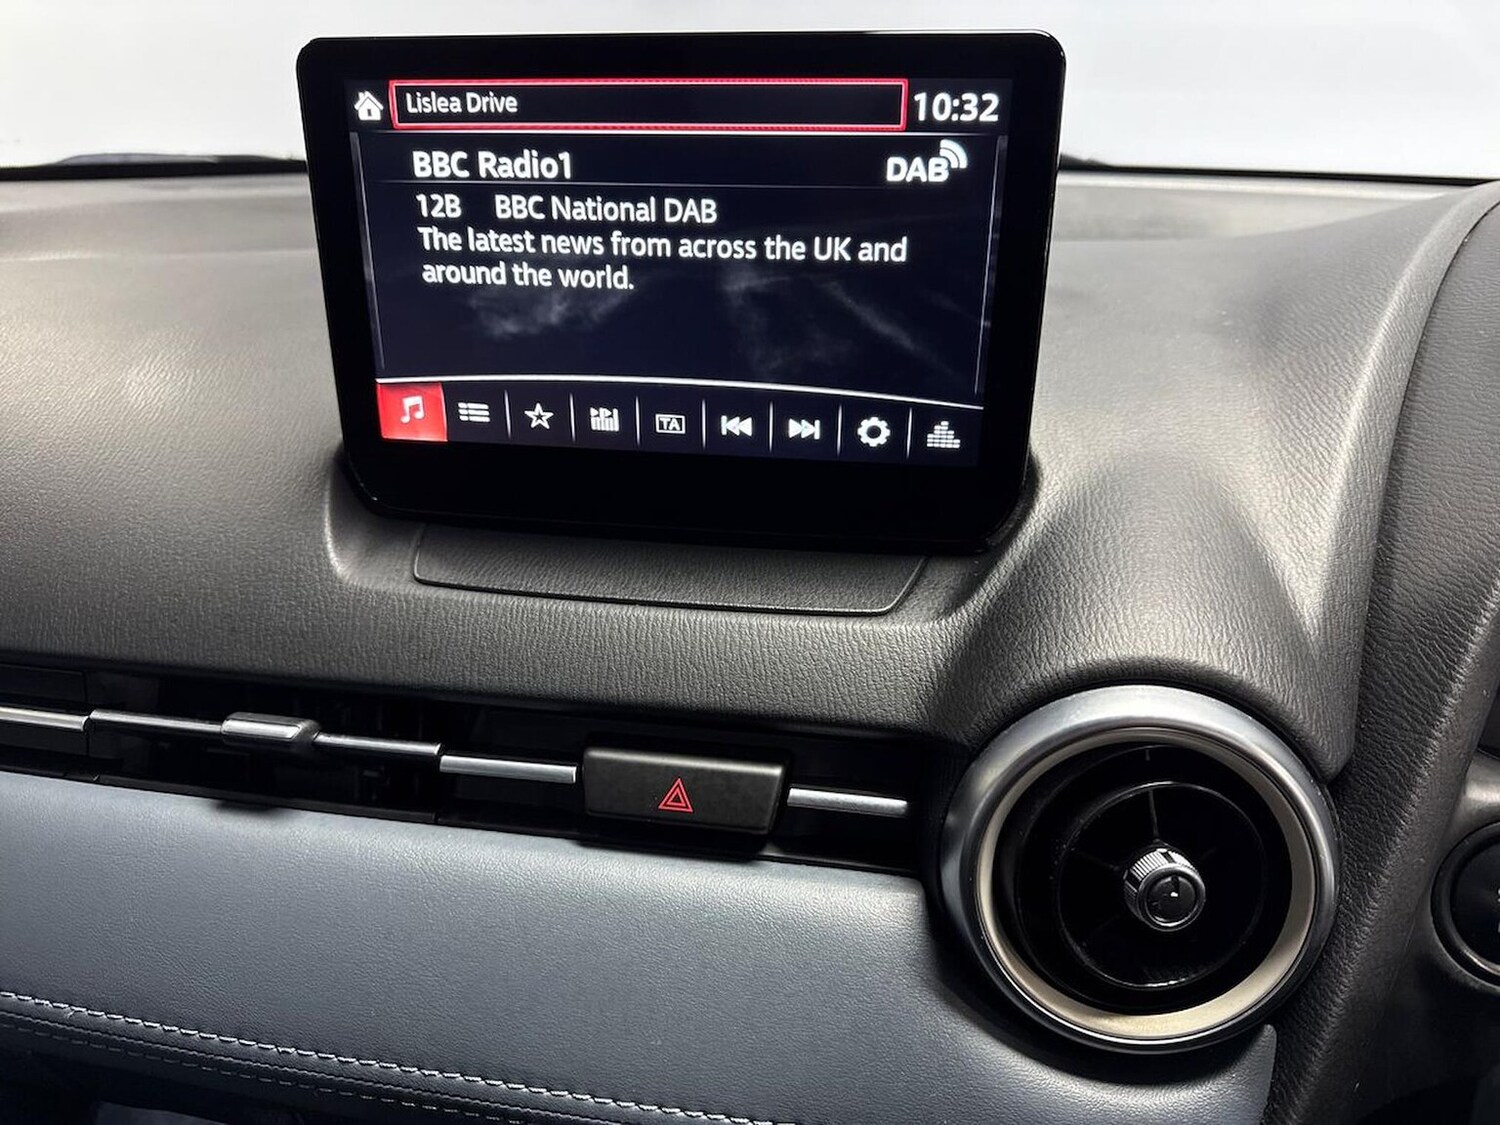 Lislea Drive
10:32
BBC Radio1
DAB
12B BBC National DAB
The latest news from across the UK and
around the world.
TA